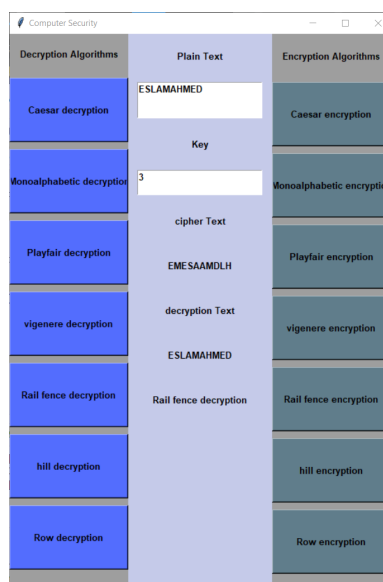 Computer Security
Decryption Algorithms
Caesar decryption
Monoalphabetic decryption
Playfair decryption
vigenere decryption
Rail fence decryption
hill decryption
Row decryption
Plain Text
ESLAMAHMED
Key
3
cipher Text
EMESAAMDLH
decryption Text
ESLAMAHMED
Rail fence decryption
Encryption Algorithms
Caesar encryption
Monoalphabetic encryptio
Playfair encryption
vigenere encryption
Rail fence encryption
hill encryption
Row encryption